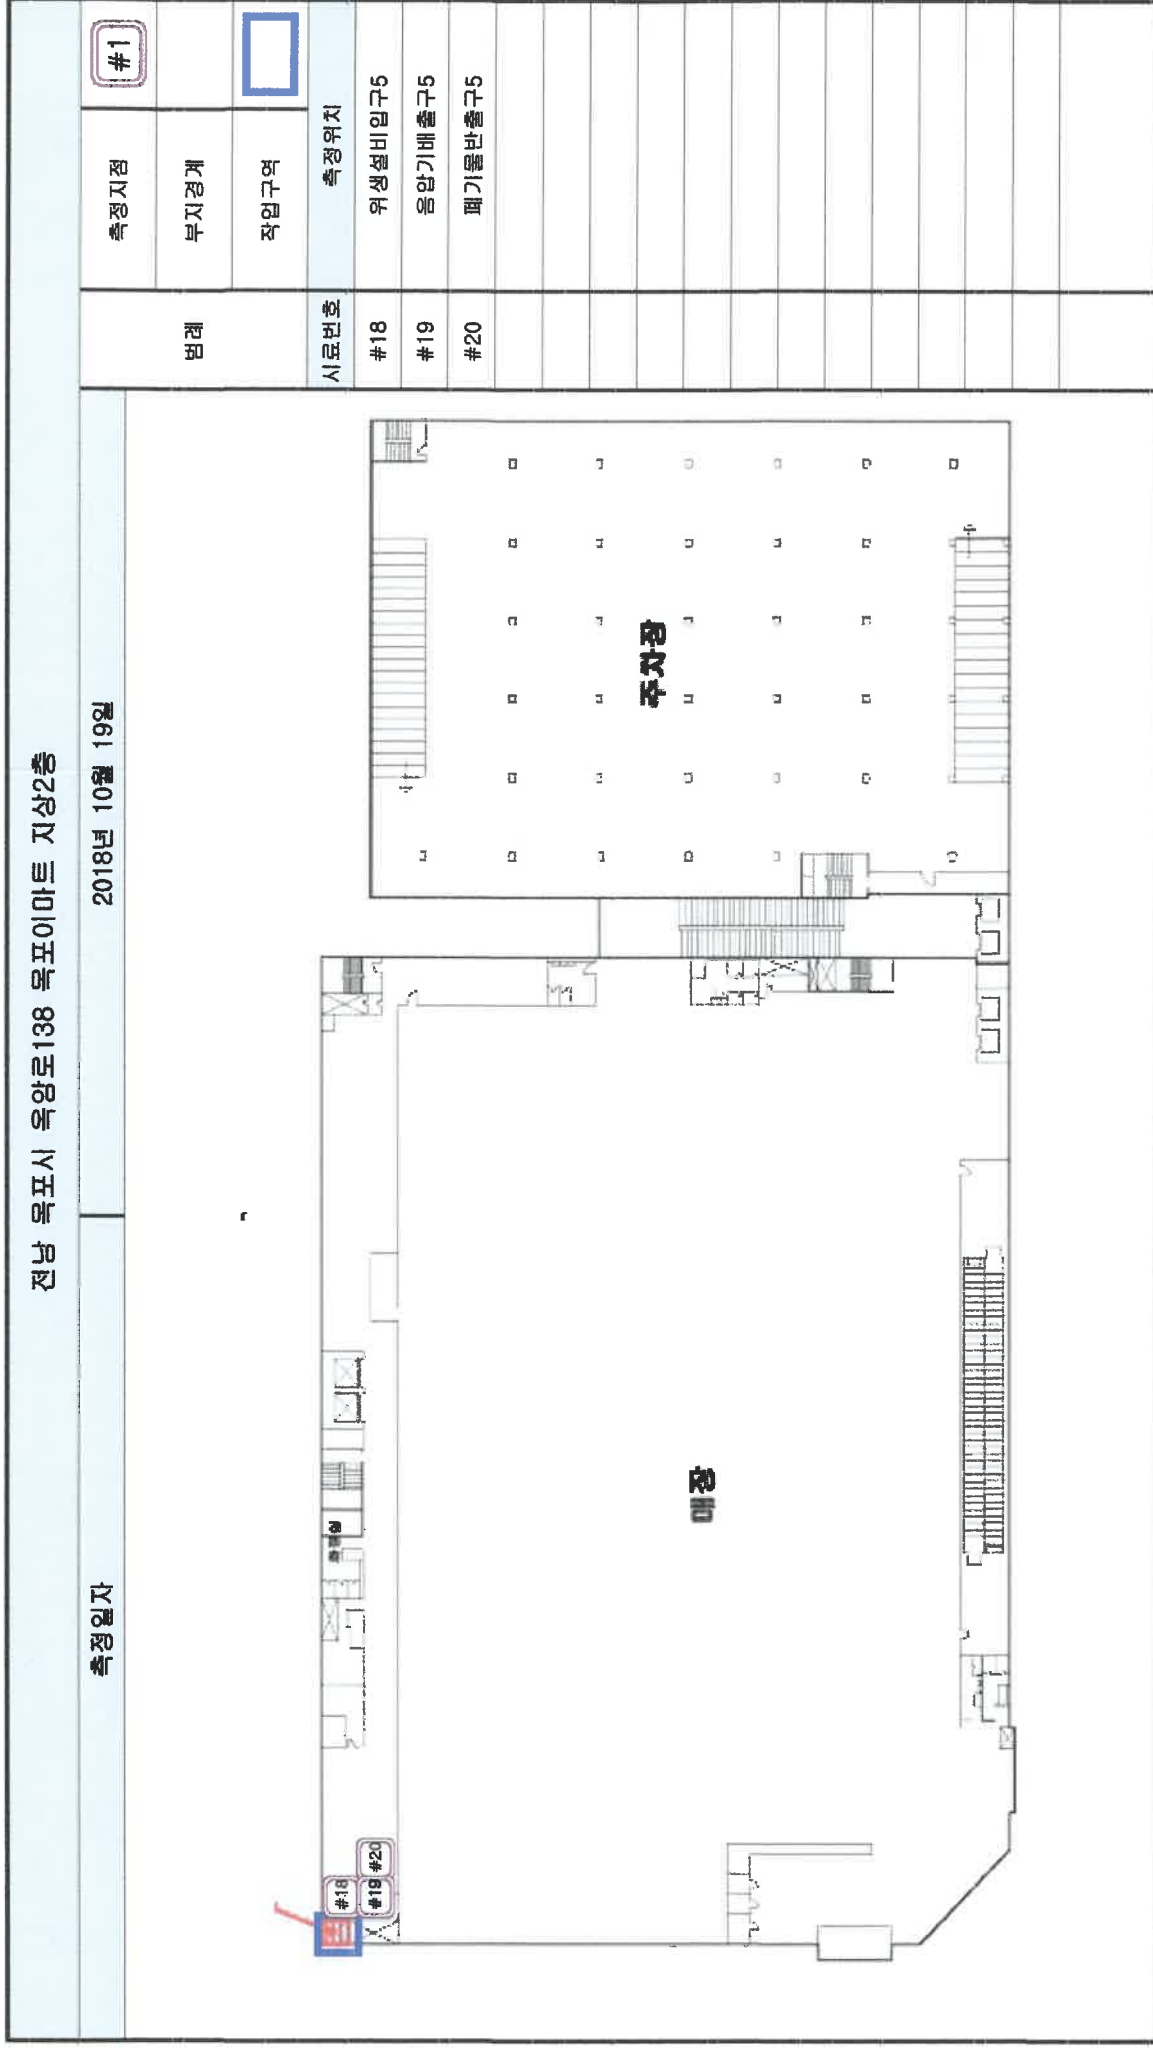 전남 목포시 옥암로138 목포이마트 지상2층
측정일자 2018년 10월 19일
범례
측정지점 #1
부지경계
작업구역
시료번호 측정위치
#18 위생설비입구5
#19 음압기배출구5
#20 폐기물반출구5
주차장
매장
#18
#19 #20